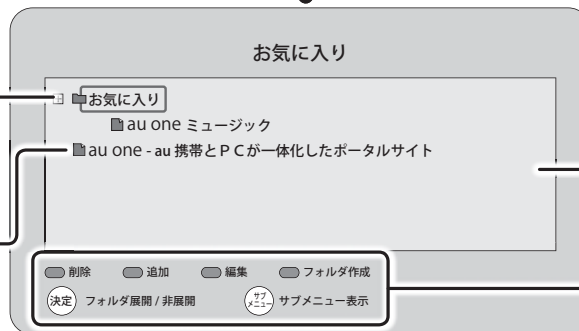 お気に入り
お気に入り
au one ミュージック
au one - au 携帯とＰＣが一体化したポータルサイト
削除 追加 編集 フォルダ作成
決定 フォルダ展開 / 非展開 サブメニュー サブメニュー表示